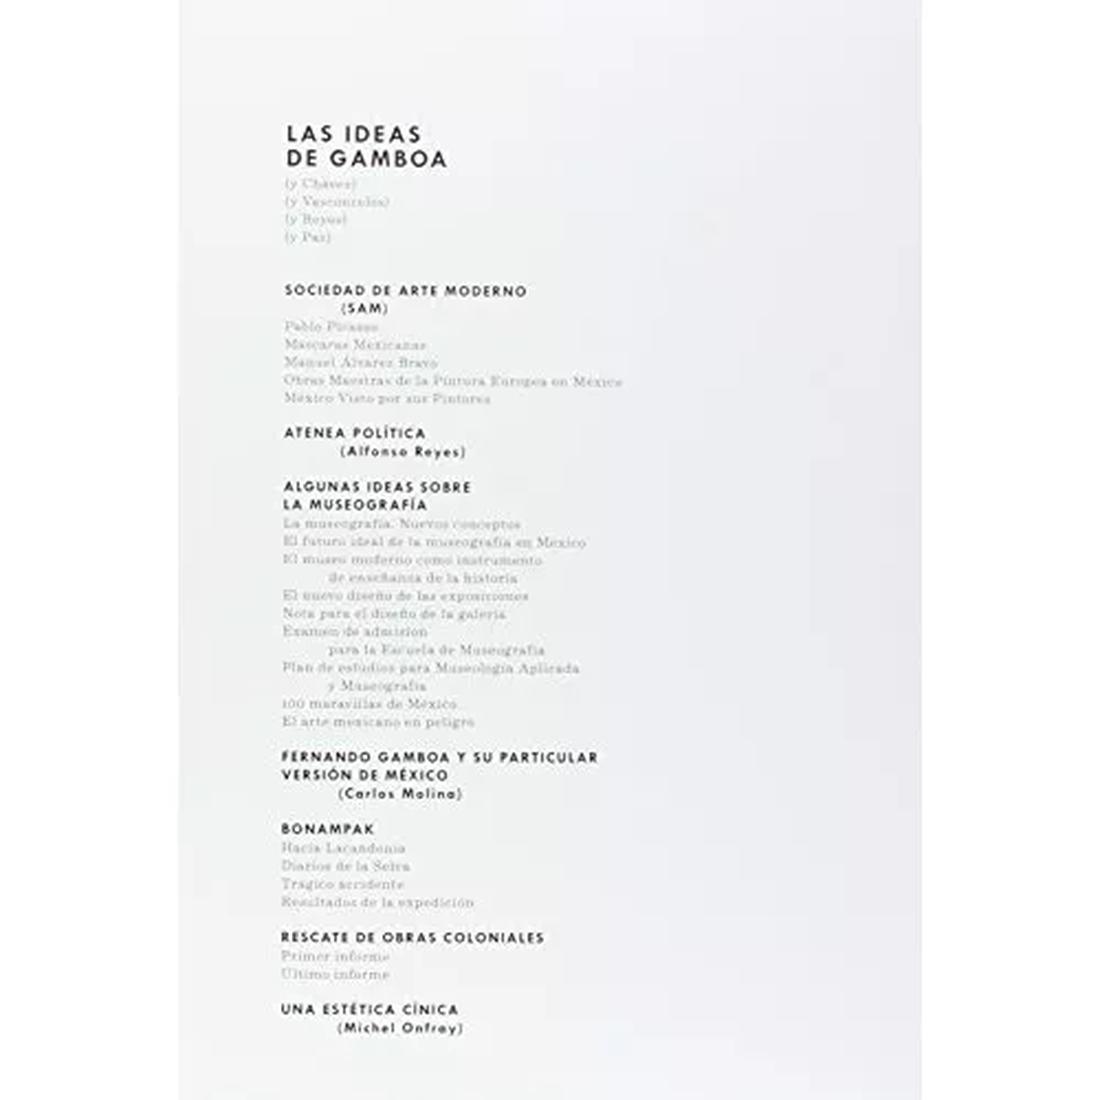 LAS IDEAS
DE GAMBOA
(y Chávez)
(y Vasconcelos)
(y Reyes)
(y Paz)
SOCIEDAD DE ARTE MODERNO
(SAM)
Pablo Picasso
Máscaras Mexicanas
Manuel Álvarez Bravo
Obras Maestras de la Pintura Europea en México
México Visto por sus Pintores
ATENEA POLÍTICA
(Alfonso Reyes)
ALGUNAS IDEAS SOBRE
LA MUSEOGRAFÍA
La museografía. Nuevos conceptos
El futuro ideal de la museografía en México
El museo moderno como instrumento
de enseñanza de la historia
El nuevo diseño de las exposiciones
Nota para el diseño de la galería
Examen de admisión
para la Escuela de Museografía
Plan de estudios para Museología Aplicada
y Museografía
100 maravillas de México
El arte mexicano en peligro
FERNANDO GAMBOA Y SU PARTICULAR
VERSIÓN DE MÉXICO
(Carlos Molina)
BONAMPAK
Hacia Lacandonia
Diarios de la Selva
Trágico accidente
Resultados de la expedición
RESCATE DE OBRAS COLONIALES
Primer informe
Último informe
UNA ESTÉTICA CÍNICA
(Michel Onfray)